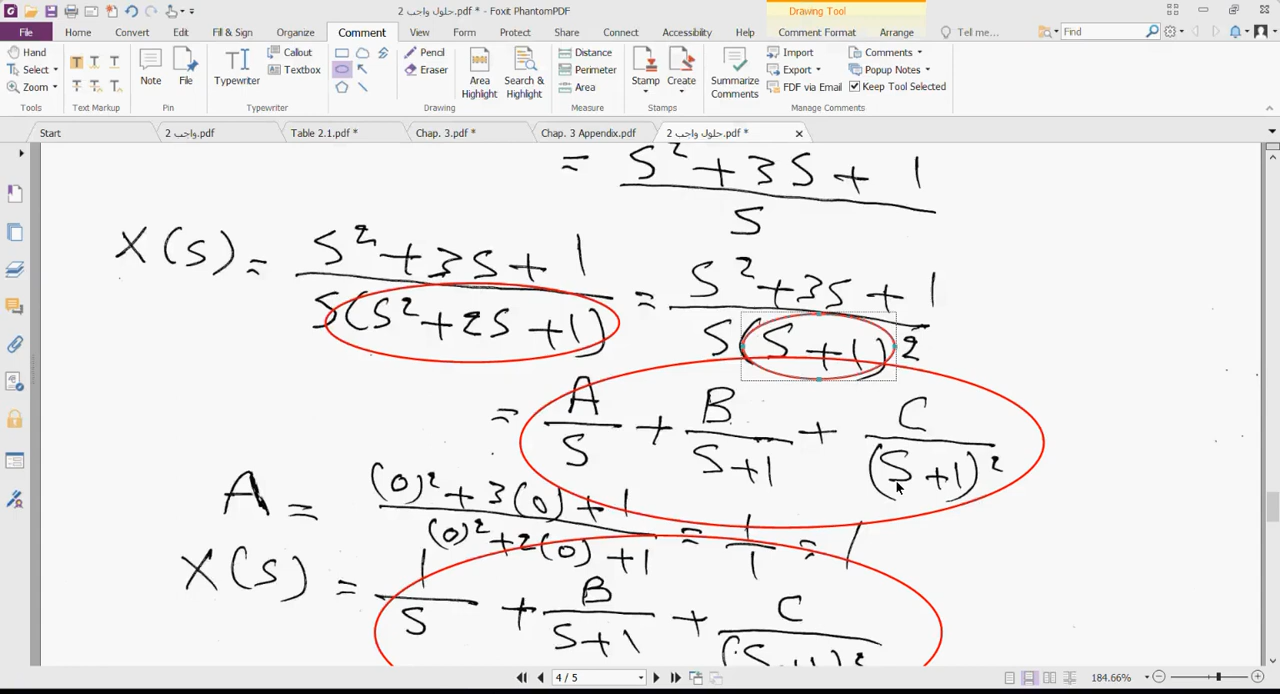 حلول واجب 2.pdf * - Foxit PhantomPDF
Drawing Tool
File Home Convert Edit Fill & Sign Organize Comment View Form Protect Share Connect Accessibility Help Comment Format Arrange Tell me... Find
Hand Select Zoom
Tools
Text Markup
Note File
Pin
Typewriter Callout Textbox
Typewriter
Pencil Eraser Area Highlight Search & Highlight
Drawing
Distance Perimeter Area
Measure
Stamp Create
Stamps
Summarize Comments Import Export FDF via Email Comments Popup Notes Keep Tool Selected
Manage Comments
Start واجب 2.pdf Table 2.1.pdf * Chap. 3.pdf * Chap. 3 Appendix.pdf حلول واجب 2.pdf *
= (S² + 3S + 1) / S
X(S) = (S² + 3S + 1) / (S(S² + 2S + 1)) = (S² + 3S + 1) / (S(S + 1)²)
= A/S + B/(S+1) + C/(S+1)²
A = ((0)² + 3(0) + 1) / ((0)² + 2(0) + 1) = 1/1 = 1
X(S) = 1/S + B/(S+1) + C/(S+1)²
4 / 5
184.66%